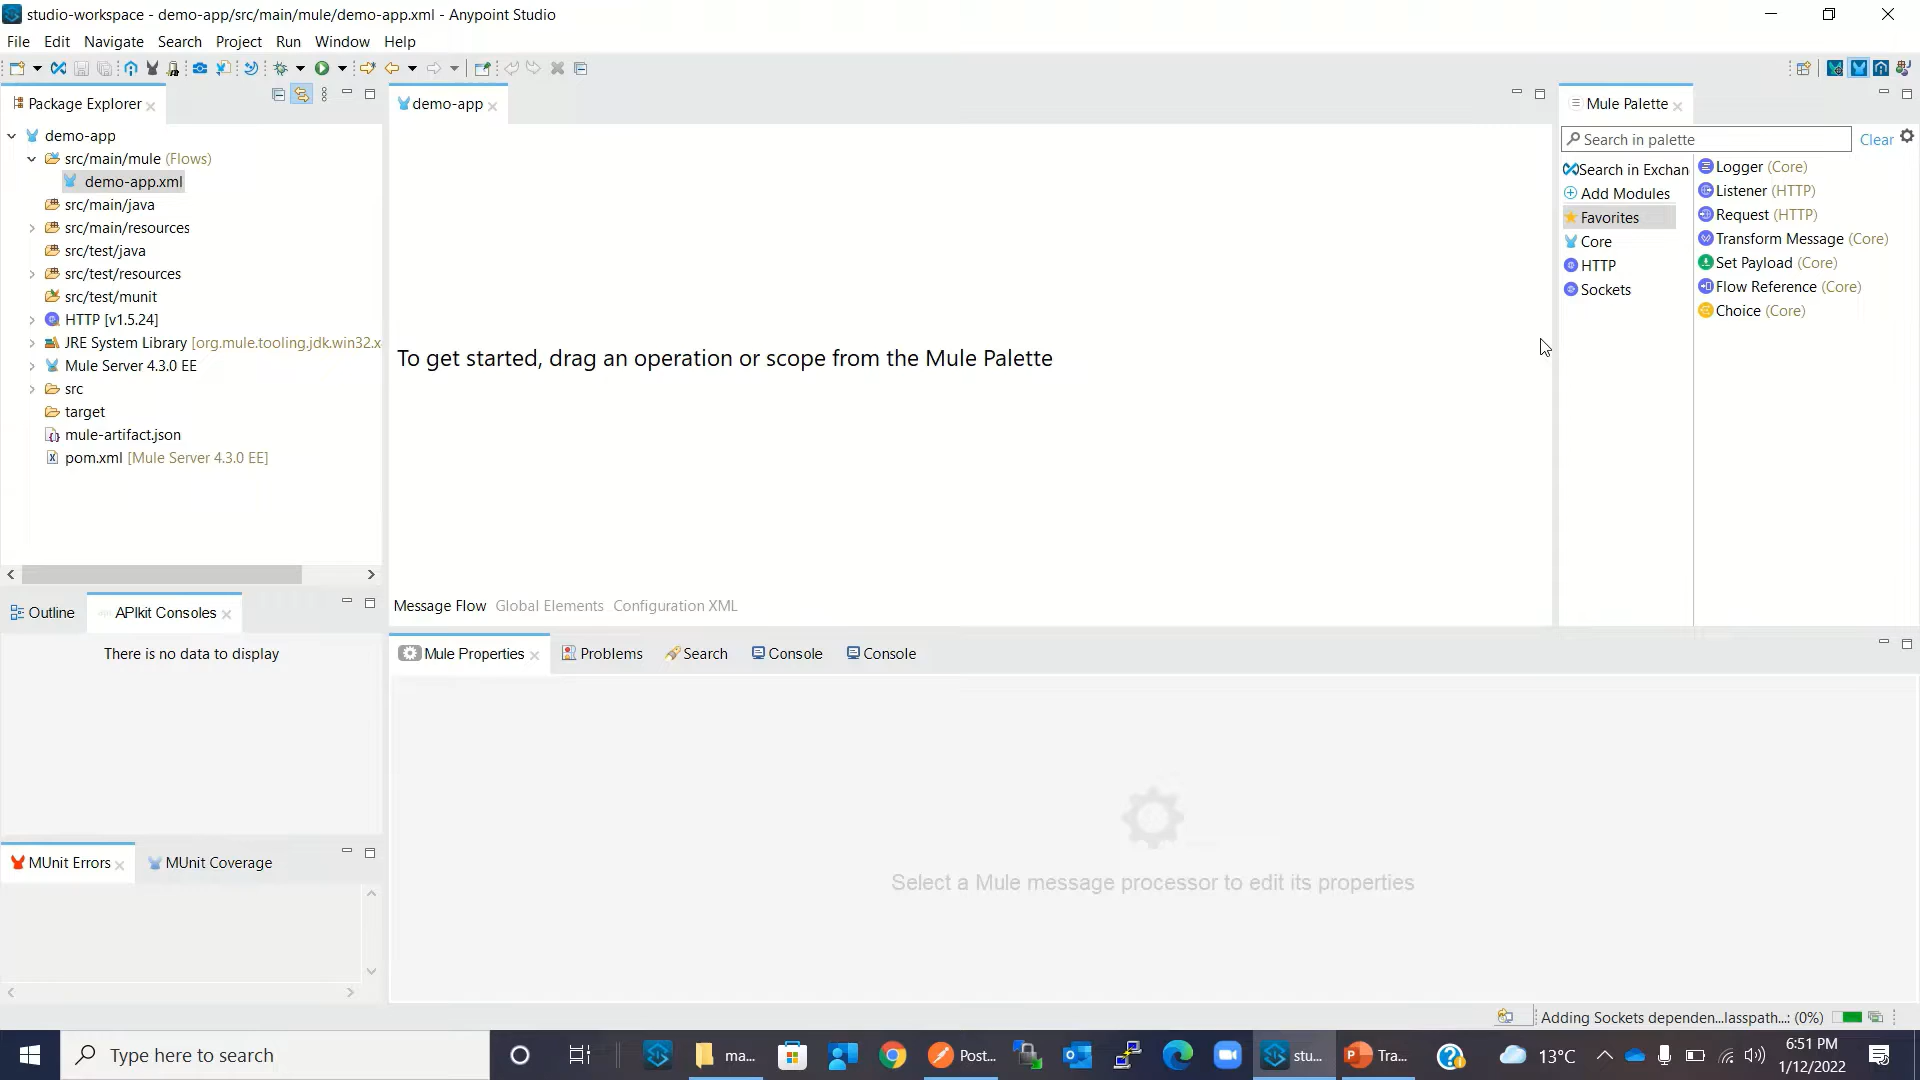 studio-workspace - demo-app/src/main/mule/demo-app.xml - Anypoint Studio
File Edit Navigate Search Project Run Window Help
Package Explorer
demo-app
src/main/mule (Flows)
demo-app.xml
src/main/java
src/main/resources
src/test/java
src/test/resources
src/test/munit
HTTP [v1.5.24]
JRE System Library [org.mule.tooling.jdk.win32.x
Mule Server 4.3.0 EE
src
target
mule-artifact.json
pom.xml [Mule Server 4.3.0 EE]
Outline APIkit Consoles
There is no data to display
MUnit Errors MUnit Coverage
demo-app
To get started, drag an operation or scope from the Mule Palette
Message Flow Global Elements Configuration XML
Mule Properties Problems Search Console Console
Select a Mule message processor to edit its properties
Mule Palette
Search in palette Clear
Search in Exchan
Add Modules
Favorites
Core
HTTP
Sockets
Logger (Core)
Listener (HTTP)
Request (HTTP)
Transform Message (Core)
Set Payload (Core)
Flow Reference (Core)
Choice (Core)
Adding Sockets dependen...lasspath...: (0%)
Type here to search
ma...
Post...
stu...
Tra...
13°C
6:51 PM
1/12/2022